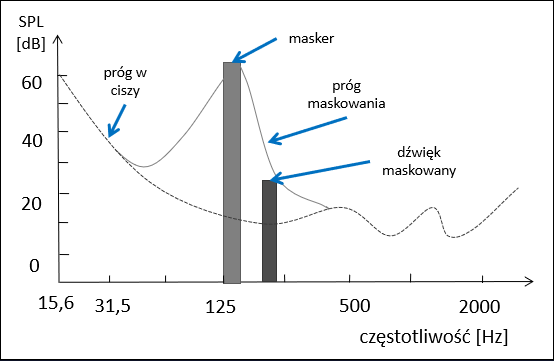 SPL
[dB]
masker
próg w
ciszy
próg
maskowania
dźwięk
maskowany
60
40
20
0
15,6
31,5
125
500
2000
częstotliwość [Hz]